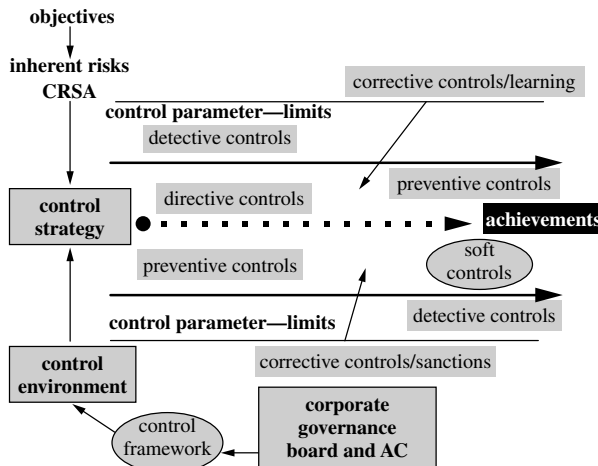 objectives
inherent risks
CRSA
corrective controls/learning
control parameter—limits
detective controls
preventive controls
directive controls
control
strategy
achievements
soft
controls
preventive controls
detective controls
control parameter—limits
corrective controls/sanctions
control
environment
corporate
governance
board and AC
control
framework